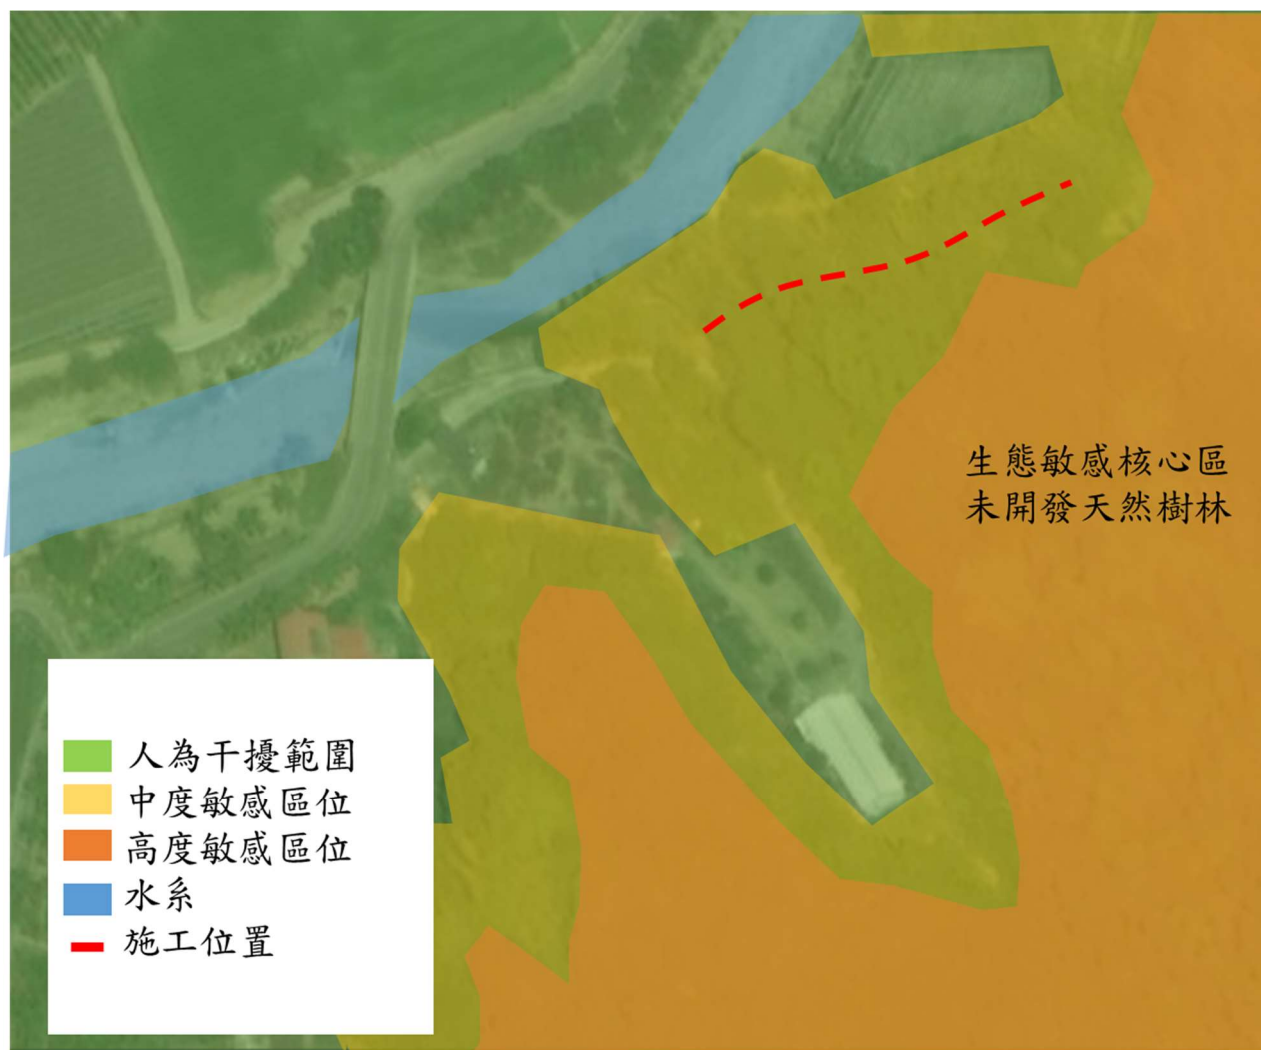 生態敏感核心區
未開發天然樹林
人為干擾範圍
中度敏感區位
高度敏感區位
水系
施工位置